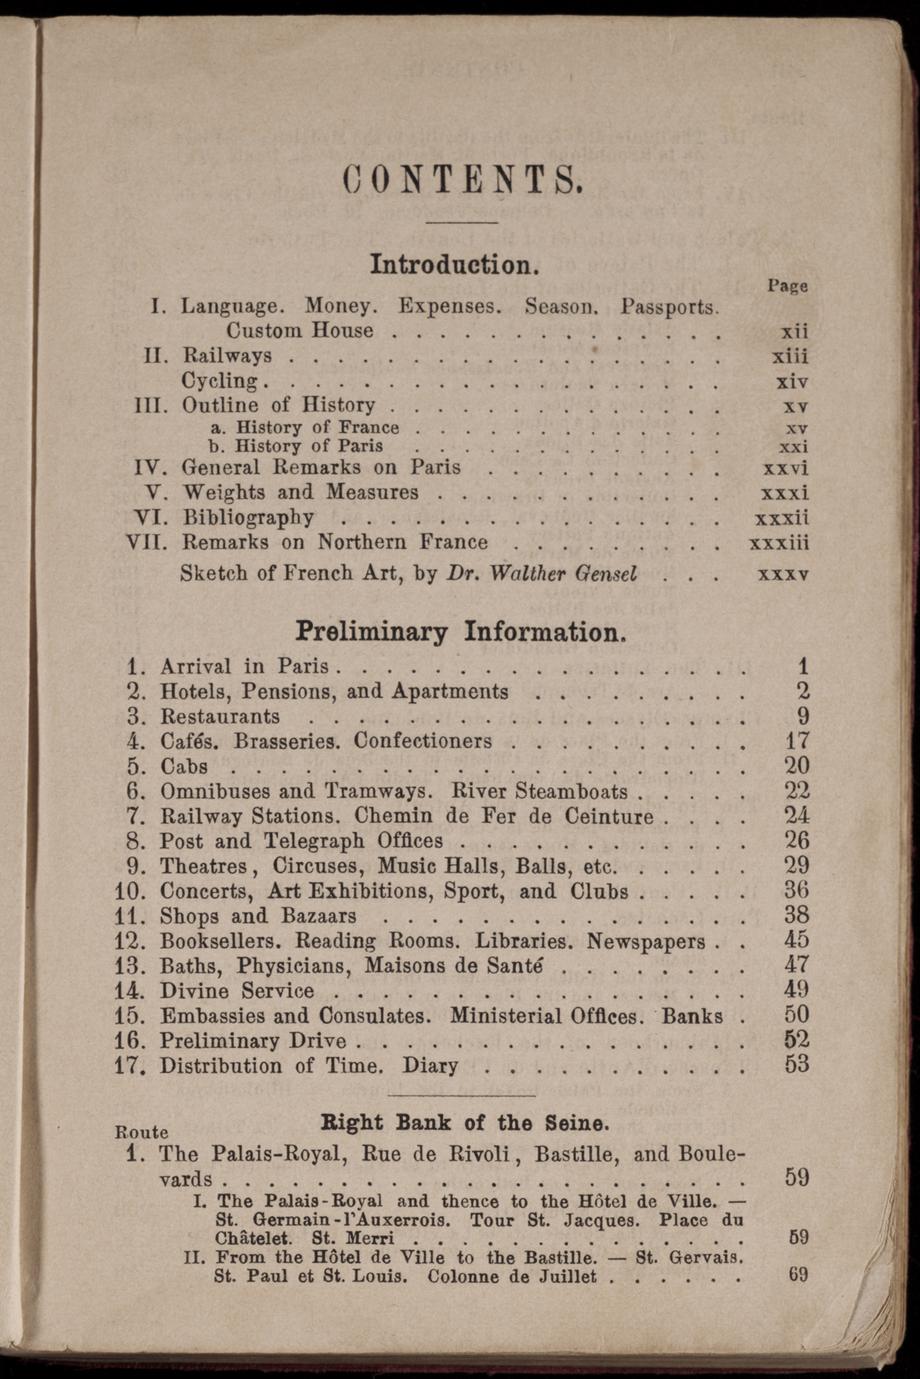 CONTENTS.
Introduction.
Page
I. Language. Money. Expenses. Season. Passports.
Custom House . . . . . . . . . . . . . . xii
II. Railways . . . . . . . . . . . . . . . . . . xiii
Cycling . . . . . . . . . . . . . . . . . . . xiv
III. Outline of History . . . . . . . . . . . . . . xv
a. History of France . . . . . . . . . . . . . xv
b. History of Paris . . . . . . . . . . . . . xxi
IV. General Remarks on Paris . . . . . . . . . . xxvi
V. Weights and Measures . . . . . . . . . . . . xxxi
VI. Bibliography . . . . . . . . . . . . . . . . xxxii
VII. Remarks on Northern France . . . . . . . . . xxxiii
Sketch of French Art, by Dr. Walther Gensel . . . xxxv
Preliminary Information.
1. Arrival in Paris . . . . . . . . . . . . . . . . . 1
2. Hotels, Pensions, and Apartments . . . . . . . . . 2
3. Restaurants . . . . . . . . . . . . . . . . . . 9
4. Cafés. Brasseries. Confectioners . . . . . . . . . . 17
5. Cabs . . . . . . . . . . . . . . . . . . . . . 20
6. Omnibuses and Tramways. River Steamboats . . . . . 22
7. Railway Stations. Chemin de Fer de Ceinture . . . . 24
8. Post and Telegraph Offices . . . . . . . . . . . . 26
9. Theatres, Circuses, Music Halls, Balls, etc. . . . . . . 29
10. Concerts, Art Exhibitions, Sport, and Clubs . . . . . 36
11. Shops and Bazaars . . . . . . . . . . . . . . . 38
12. Booksellers. Reading Rooms. Libraries. Newspapers . . 45
13. Baths, Physicians, Maisons de Santé . . . . . . . . 47
14. Divine Service . . . . . . . . . . . . . . . . . 49
15. Embassies and Consulates. Ministerial Offices. Banks . 50
16. Preliminary Drive . . . . . . . . . . . . . . . . 52
17. Distribution of Time. Diary . . . . . . . . . . . 53
Right Bank of the Seine.
Route
1. The Palais-Royal, Rue de Rivoli, Bastille, and Boule-
vards . . . . . . . . . . . . . . . . . . . . . . 59
I. The Palais-Royal and thence to the Hôtel de Ville. —
St. Germain-l'Auxerrois. Tour St. Jacques. Place du
Châtelet. St. Merri . . . . . . . . . . . . . . 59
II. From the Hôtel de Ville to the Bastille. — St. Gervais.
St. Paul et St. Louis. Colonne de Juillet . . . . . . 69